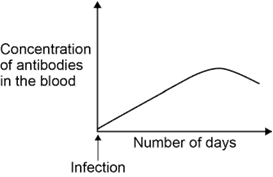 Concentration
of antibodies
in the blood
Number of days
Infection